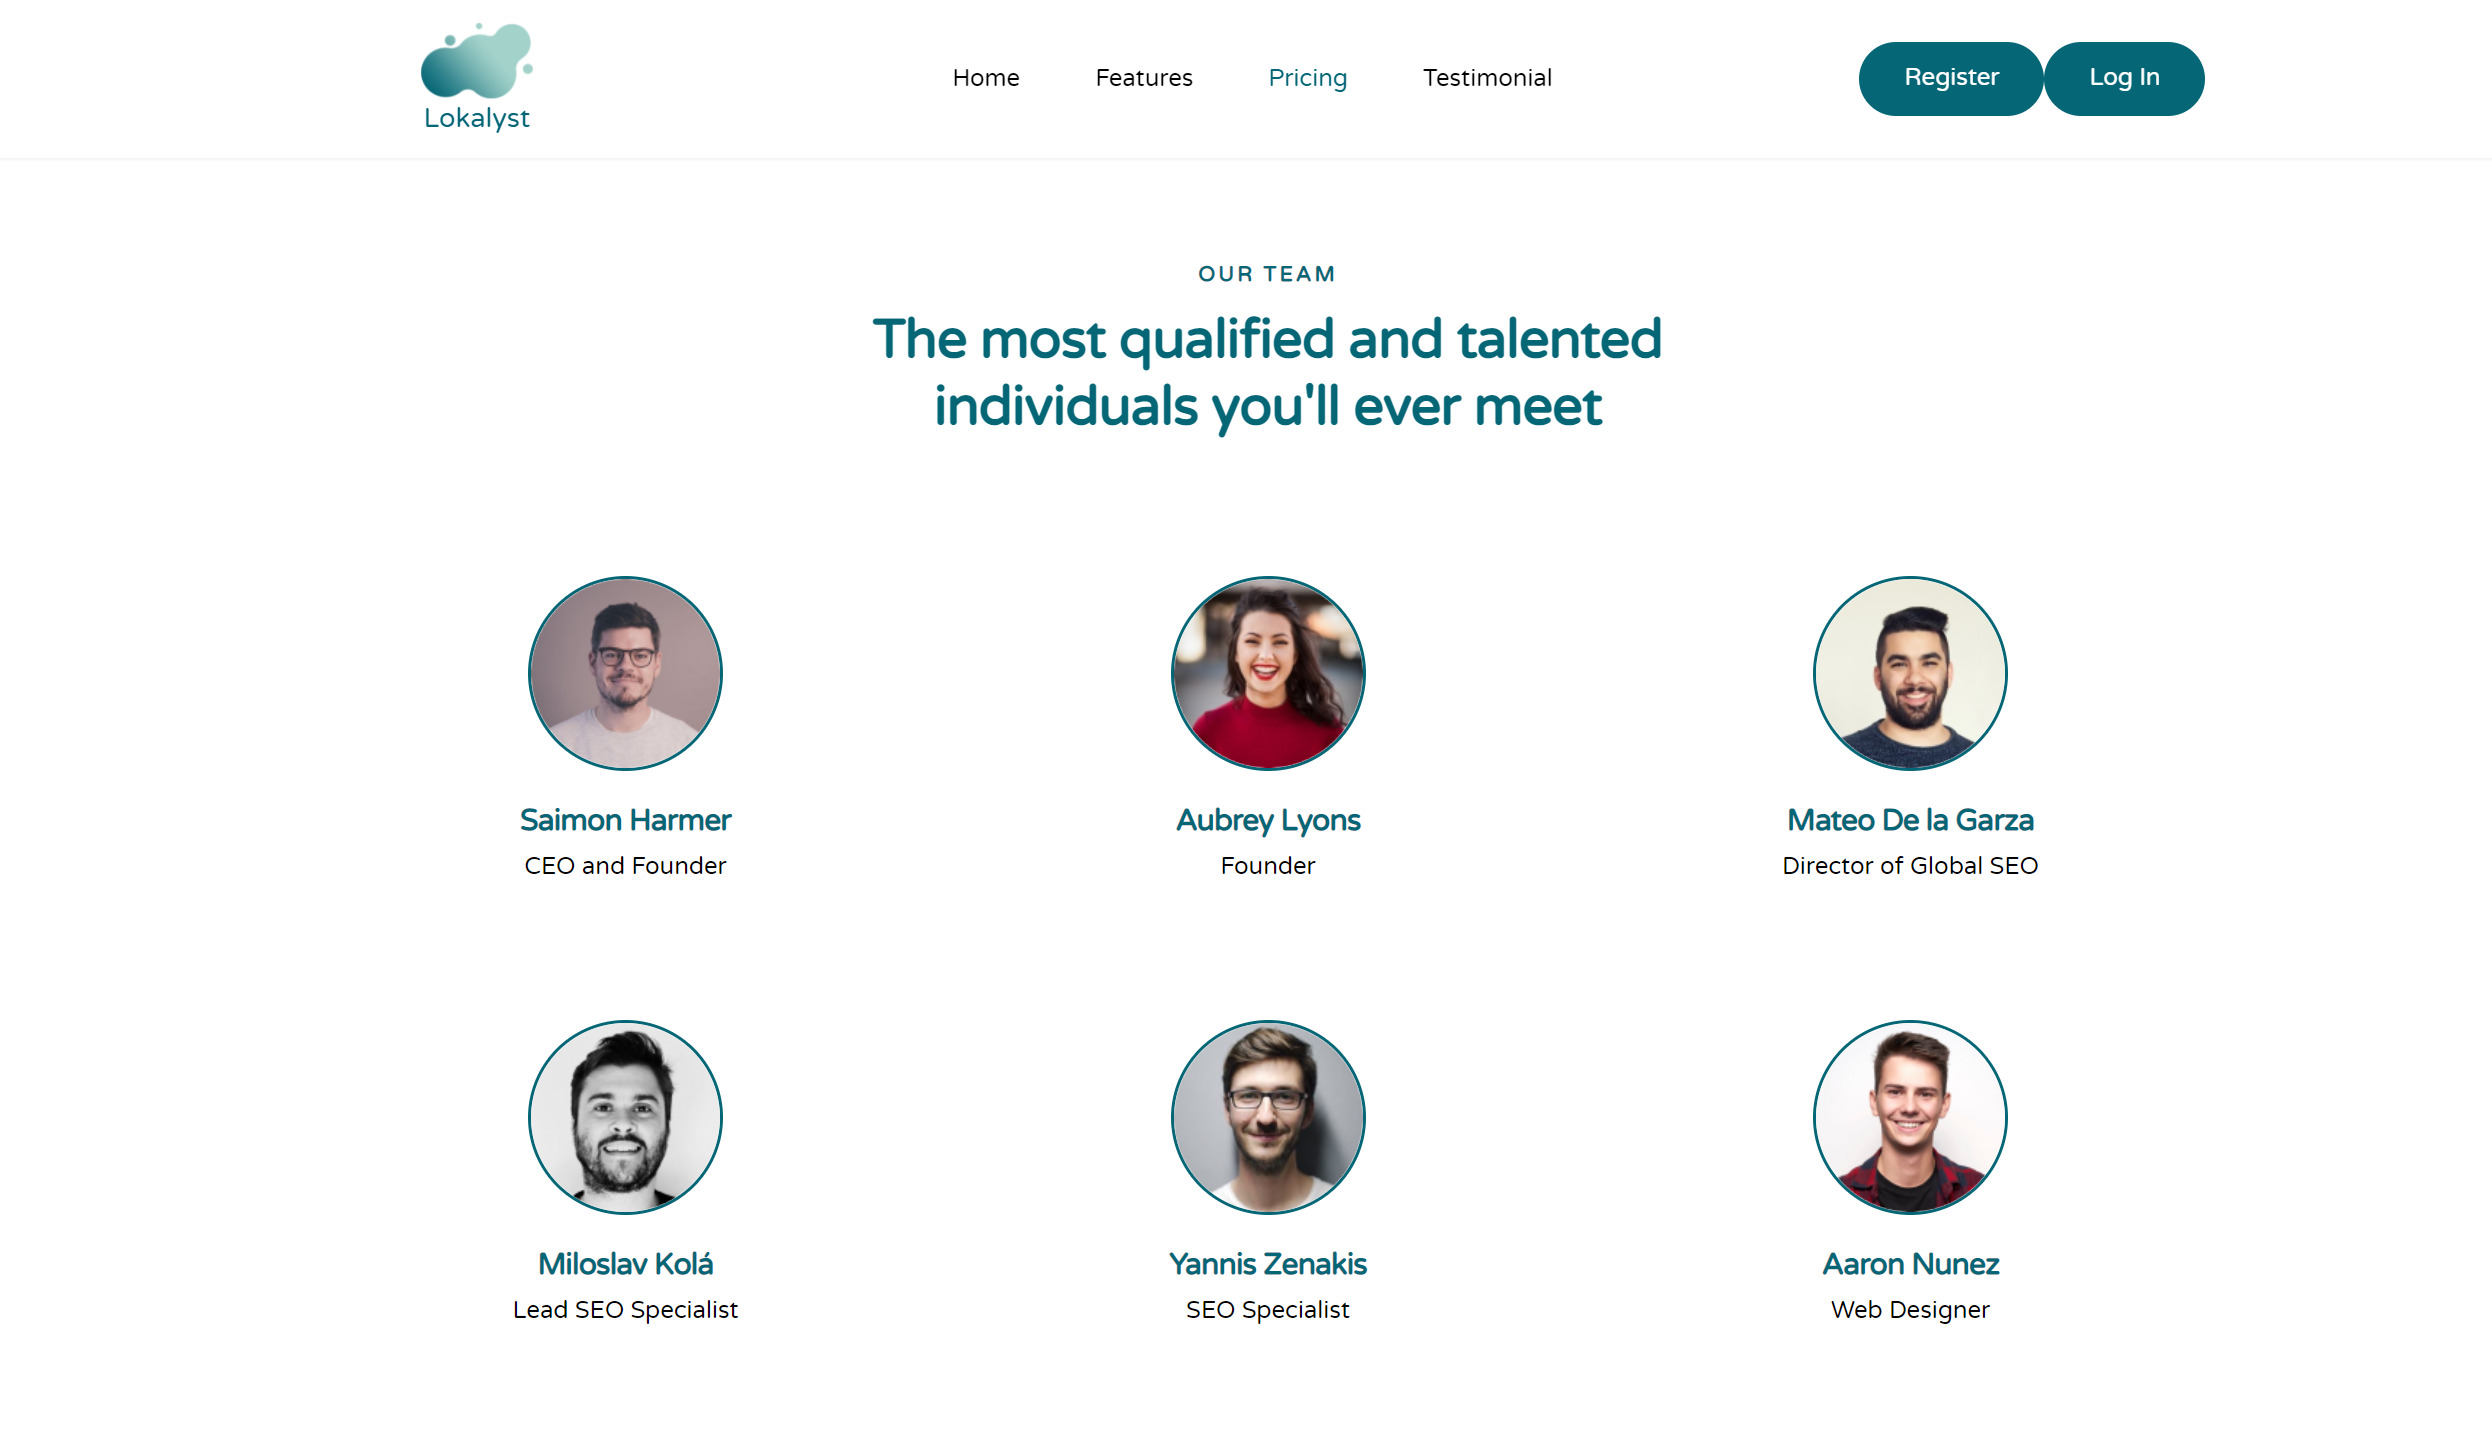 Lokalyst
Home Features Pricing Testimonial Register Log In
OUR TEAM
The most qualified and talented
individuals you'll ever meet
Saimon Harmer Aubrey Lyons Mateo De la Garza
CEO and Founder Founder Director of Global SEO
Miloslav Kolá Yannis Zenakis Aaron Nunez
Lead SEO Specialist SEO Specialist Web Designer